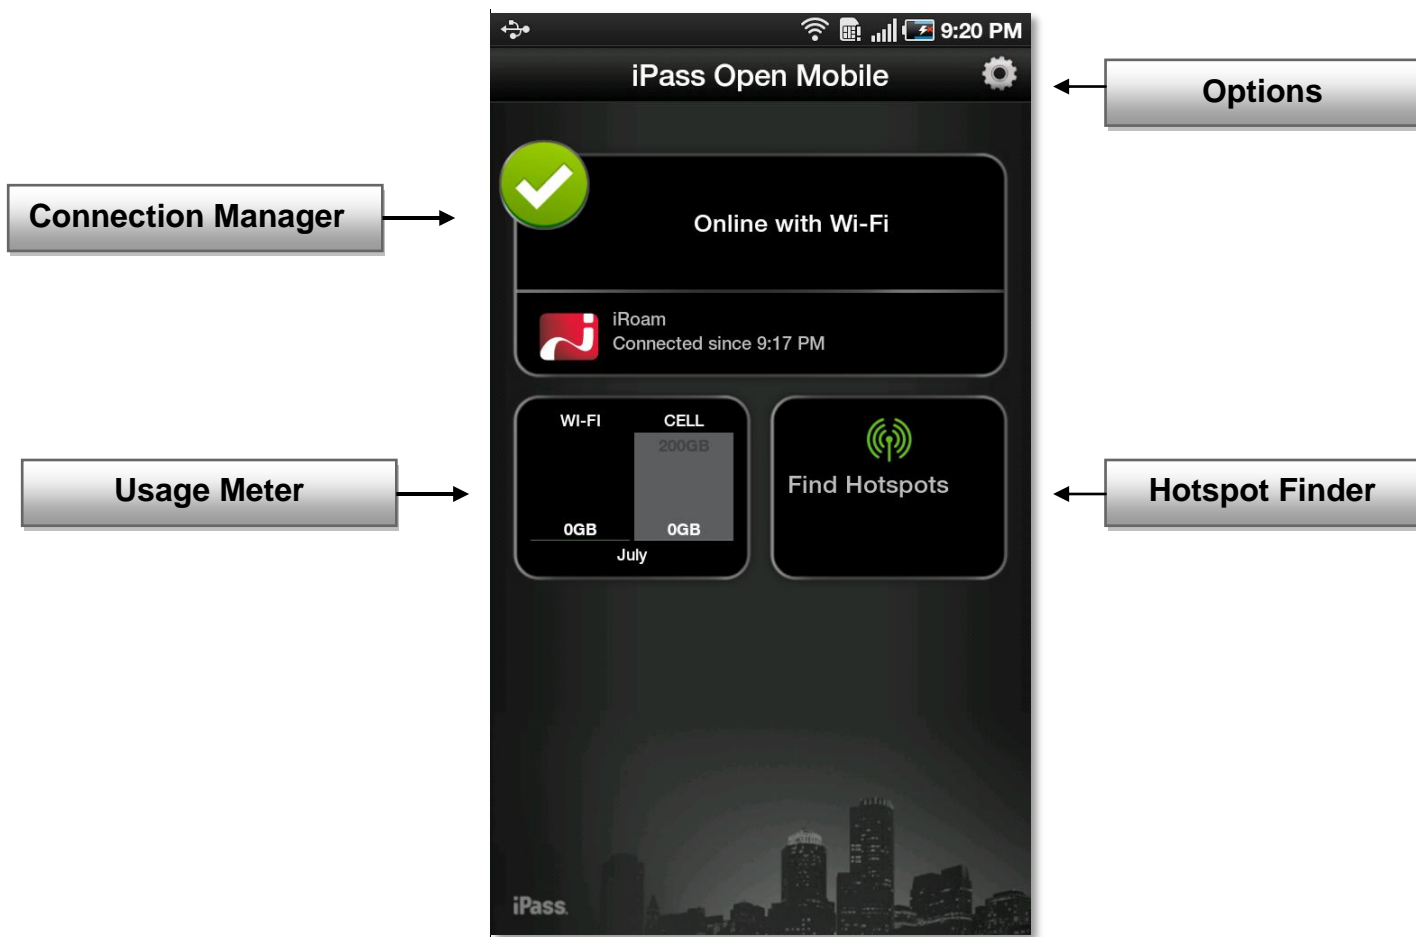 9:20 PM
iPass Open Mobile
Options
Connection Manager
Online with Wi-Fi
iRoam
Connected since 9:17 PM
WI-FI CELL
200GB
0GB 0GB
July
Find Hotspots
Usage Meter
Hotspot Finder
iPass